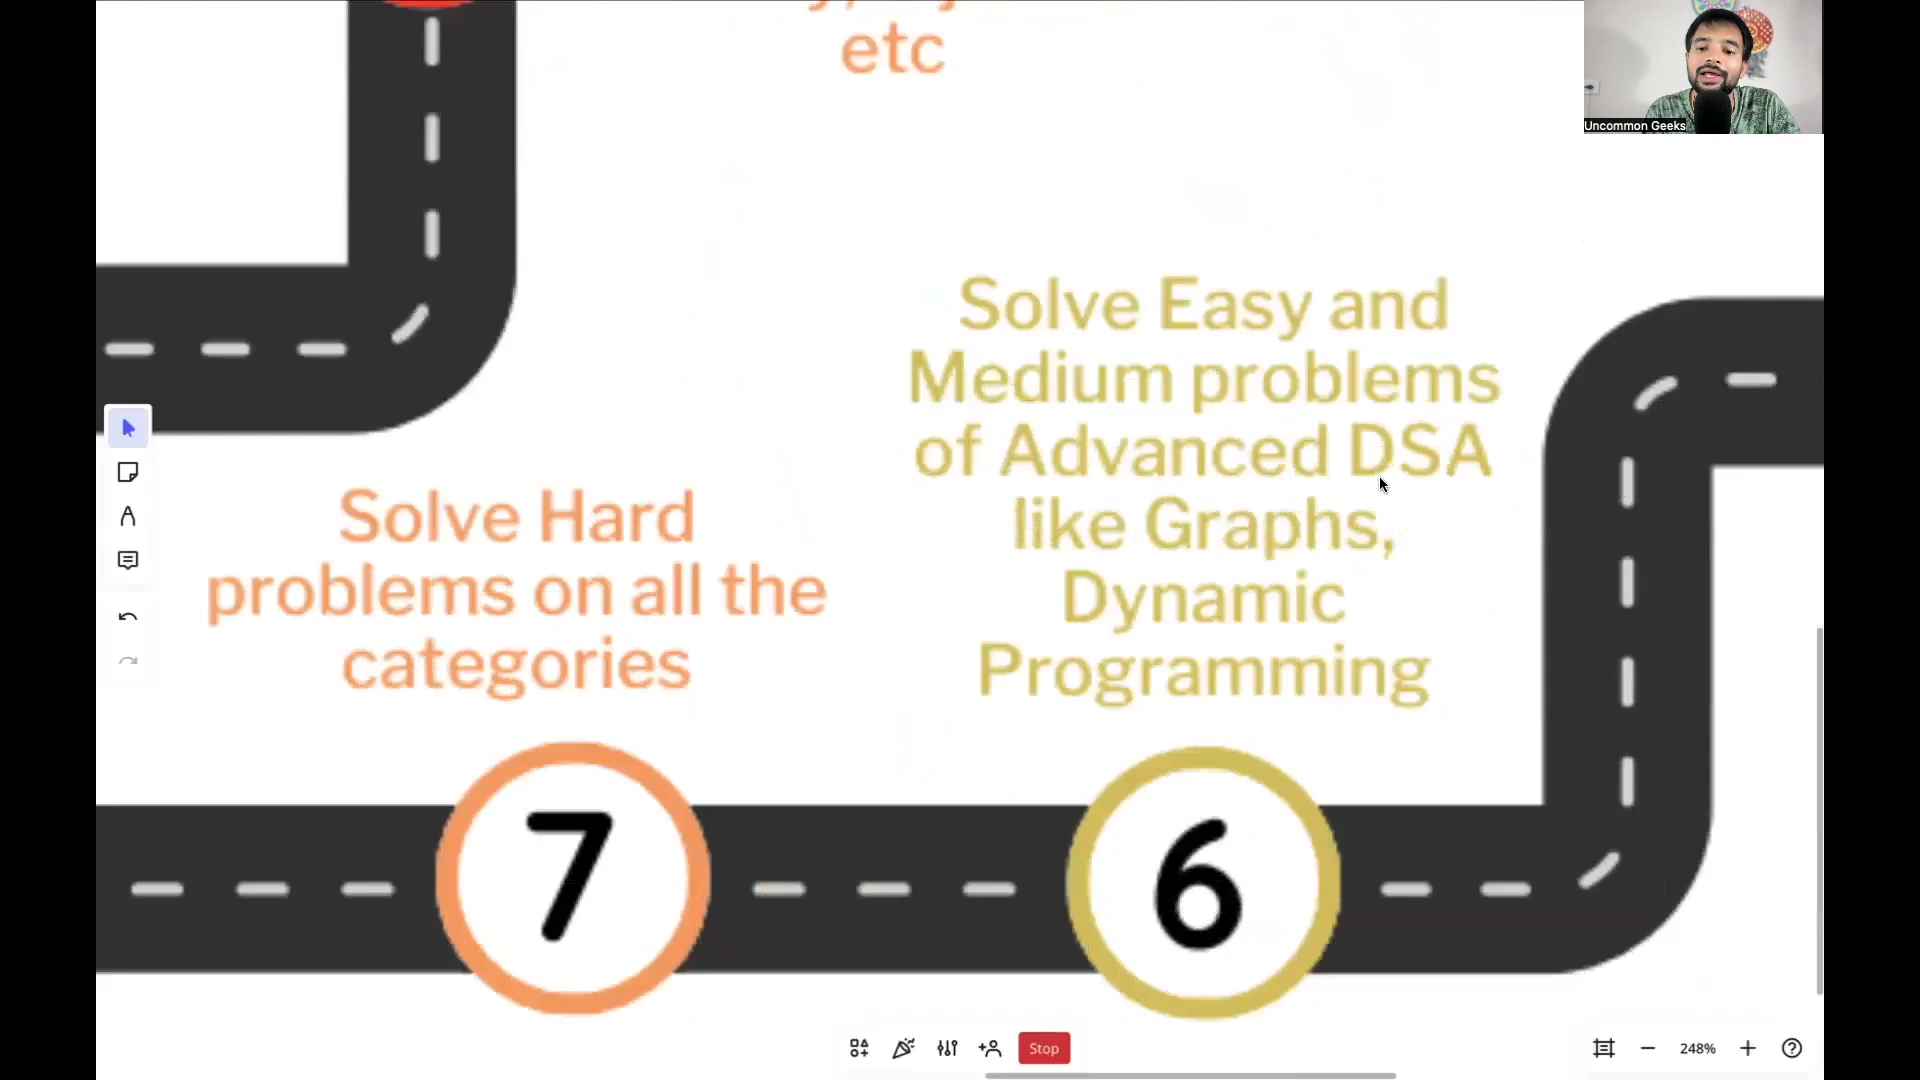 etc
Uncommon Geeks
Solve Easy and
Medium problems
of Advanced DSA
like Graphs,
Dynamic
Programming
Solve Hard
problems on all the
categories
7
6
Stop
248%